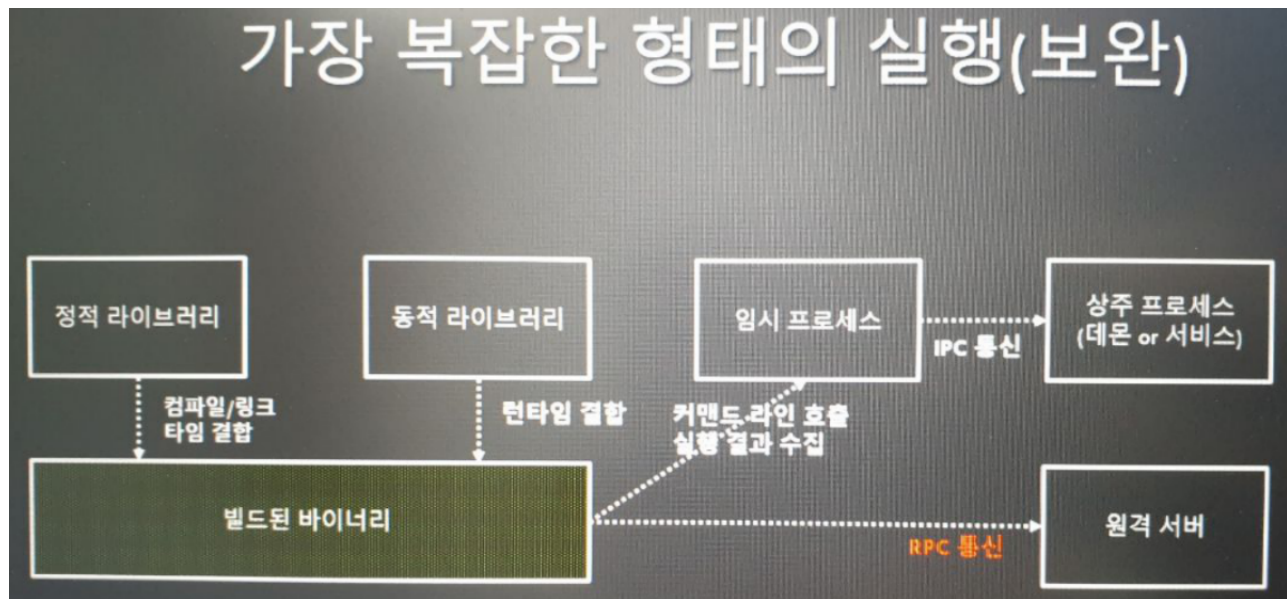 가장 복잡한 형태의 실행(보완)
정적 라이브러리
동적 라이브러리
임시 프로세스
상주 프로세스
(데몬 or 서비스)
IPC 통신
컴파일/링크
타임 결합
런타임 결합
커맨드 라인 호출
실행 결과 수집
빌드된 바이너리
원격 서버
RPC 통신